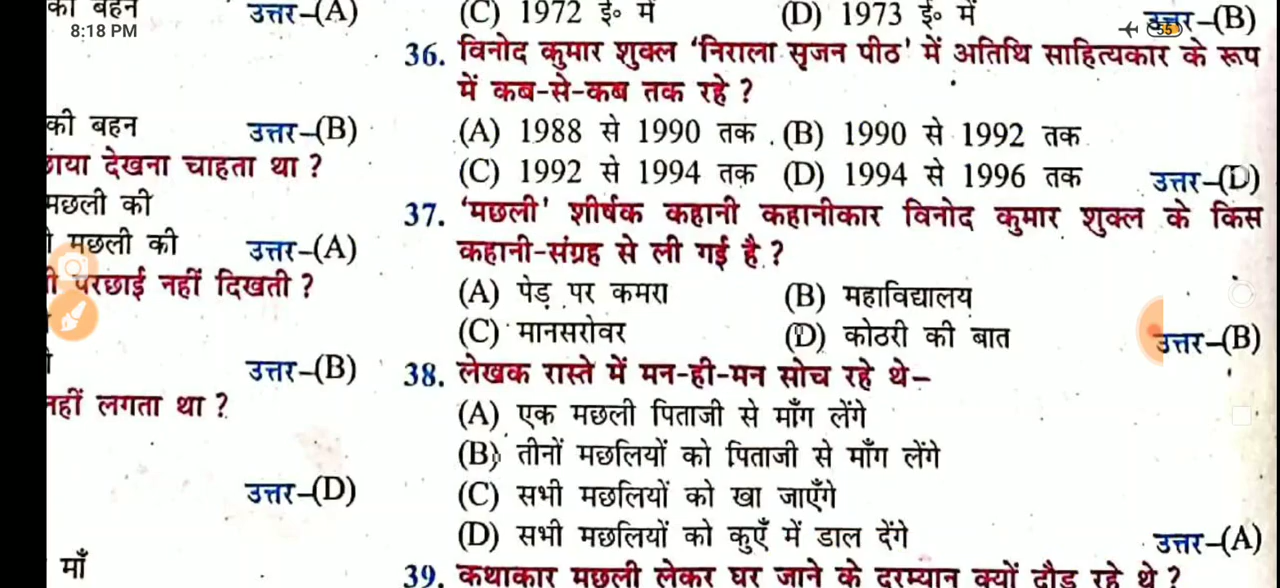 की बहन उत्तर–(A)
8:18 PM
की बहन उत्तर–(B)
छाया देखना चाहता था ?
मछली की
मछली की उत्तर–(A)
परछाई नहीं दिखती ?
उत्तर–(B)
नहीं लगता था ?
उत्तर–(D)
माँ
(C) 1972 ई० में (D) 1973 ई० में उत्तर–(B)
55
36. विनोद कुमार शुक्ल ‘निराला सृजन पीठ’ में अतिथि साहित्यकार के रूप
में कब-से-कब तक रहे ?
(A) 1988 से 1990 तक (B) 1990 से 1992 तक
(C) 1992 से 1994 तक (D) 1994 से 1996 तक उत्तर–(D)
37. ‘मछली’ शीर्षक कहानी कहानीकार विनोद कुमार शुक्ल के किस
कहानी-संग्रह से ली गई है ?
(A) पेड़ पर कमरा (B) महाविद्यालय
(C) मानसरोवर (D) कोठरी की बात उत्तर–(B)
38. लेखक रास्ते में मन-ही-मन सोच रहे थे–
(A) एक मछली पिताजी से माँग लेंगे
(B) तीनों मछलियों को पिताजी से माँग लेंगे
(C) सभी मछलियों को खा जाएँगे
(D) सभी मछलियों को कुएँ में डाल देंगे उत्तर–(A)
39. कथाकार मछली लेकर घर जाने के दरम्यान क्यों दौड़ रहे थे ?